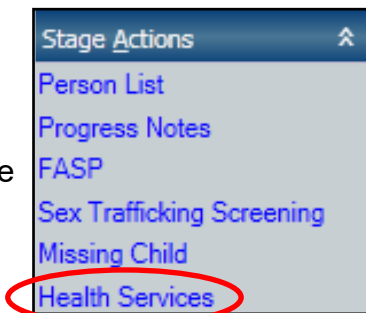 Stage Actions
Person List
Progress Notes
e FASP
Sex Trafficking Screening
Missing Child
Health Services